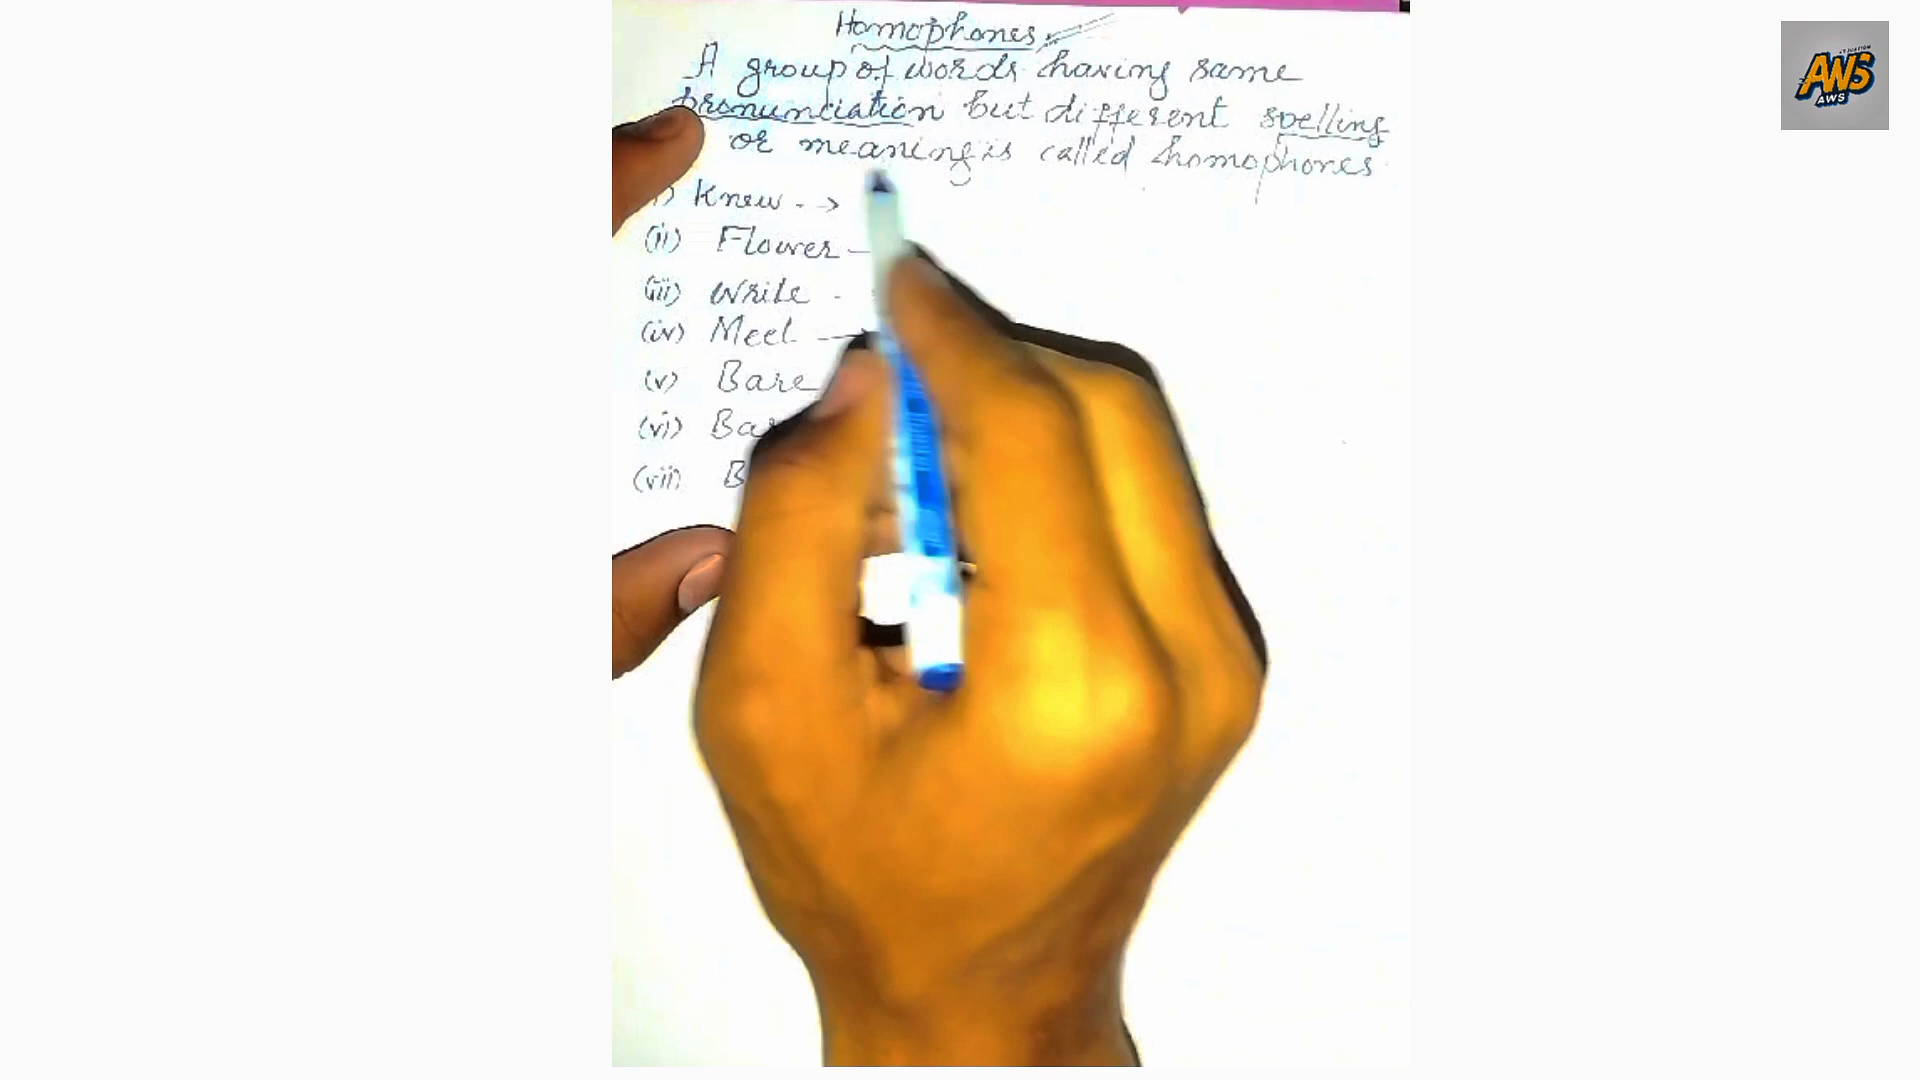 Homophones
A group of words having same
pronunciation but different spelling
or meaning is called homophones
) Knew - →
(ii) Flower -
(iii) Write -
(iv) Meet →
(v) Bare
(vi)
(vii) B
AWS
AWS